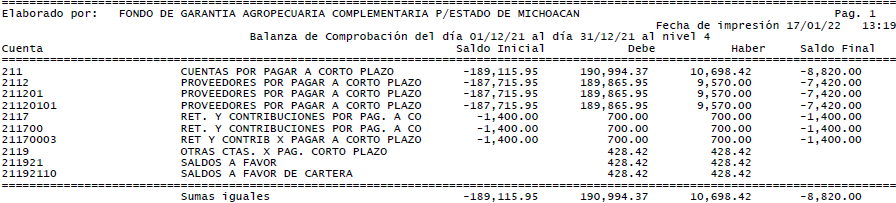 ================================================================================
Elaborado por: FONDO DE GARANTIA AGROPECUARIA COMPLEMENTARIA P/ESTADO DE MICHOACAN Pag. 1
Fecha de impresión 17/01/22 13:19
Balanza de Comprobación del día 01/12/21 al día 31/12/21 al nivel 4
Cuenta Saldo Inicial Debe Haber Saldo Final
================================================================================
211 CUENTAS POR PAGAR A CORTO PLAZO -189,115.95 190,994.37 10,698.42 -8,820.00
2112 PROVEEDORES POR PAGAR A CORTO PLAZO -187,715.95 189,865.95 9,570.00 -7,420.00
211201 PROVEEDORES POR PAGAR A CORTO PLAZO -187,715.95 189,865.95 9,570.00 -7,420.00
21120101 PROVEEDORES POR PAGAR A CORTO PLAZO -187,715.95 189,865.95 9,570.00 -7,420.00
2117 RET. Y CONTRIBUCIONES POR PAG. A CO -1,400.00 700.00 700.00 -1,400.00
211700 RET. Y CONTRIBUCIONES POR PAG. A CO -1,400.00 700.00 700.00 -1,400.00
21170003 RET Y CONTRIB X PAGAR A CORTO PLAZO -1,400.00 700.00 700.00 -1,400.00
2119 OTRAS CTAS. X PAG. CORTO PLAZO 428.42 428.42
211921 SALDOS A FAVOR 428.42 428.42
21192110 SALDOS A FAVOR DE CARTERA 428.42 428.42
================================================================================
Sumas iguales -189,115.95 190,994.37 10,698.42 -8,820.00